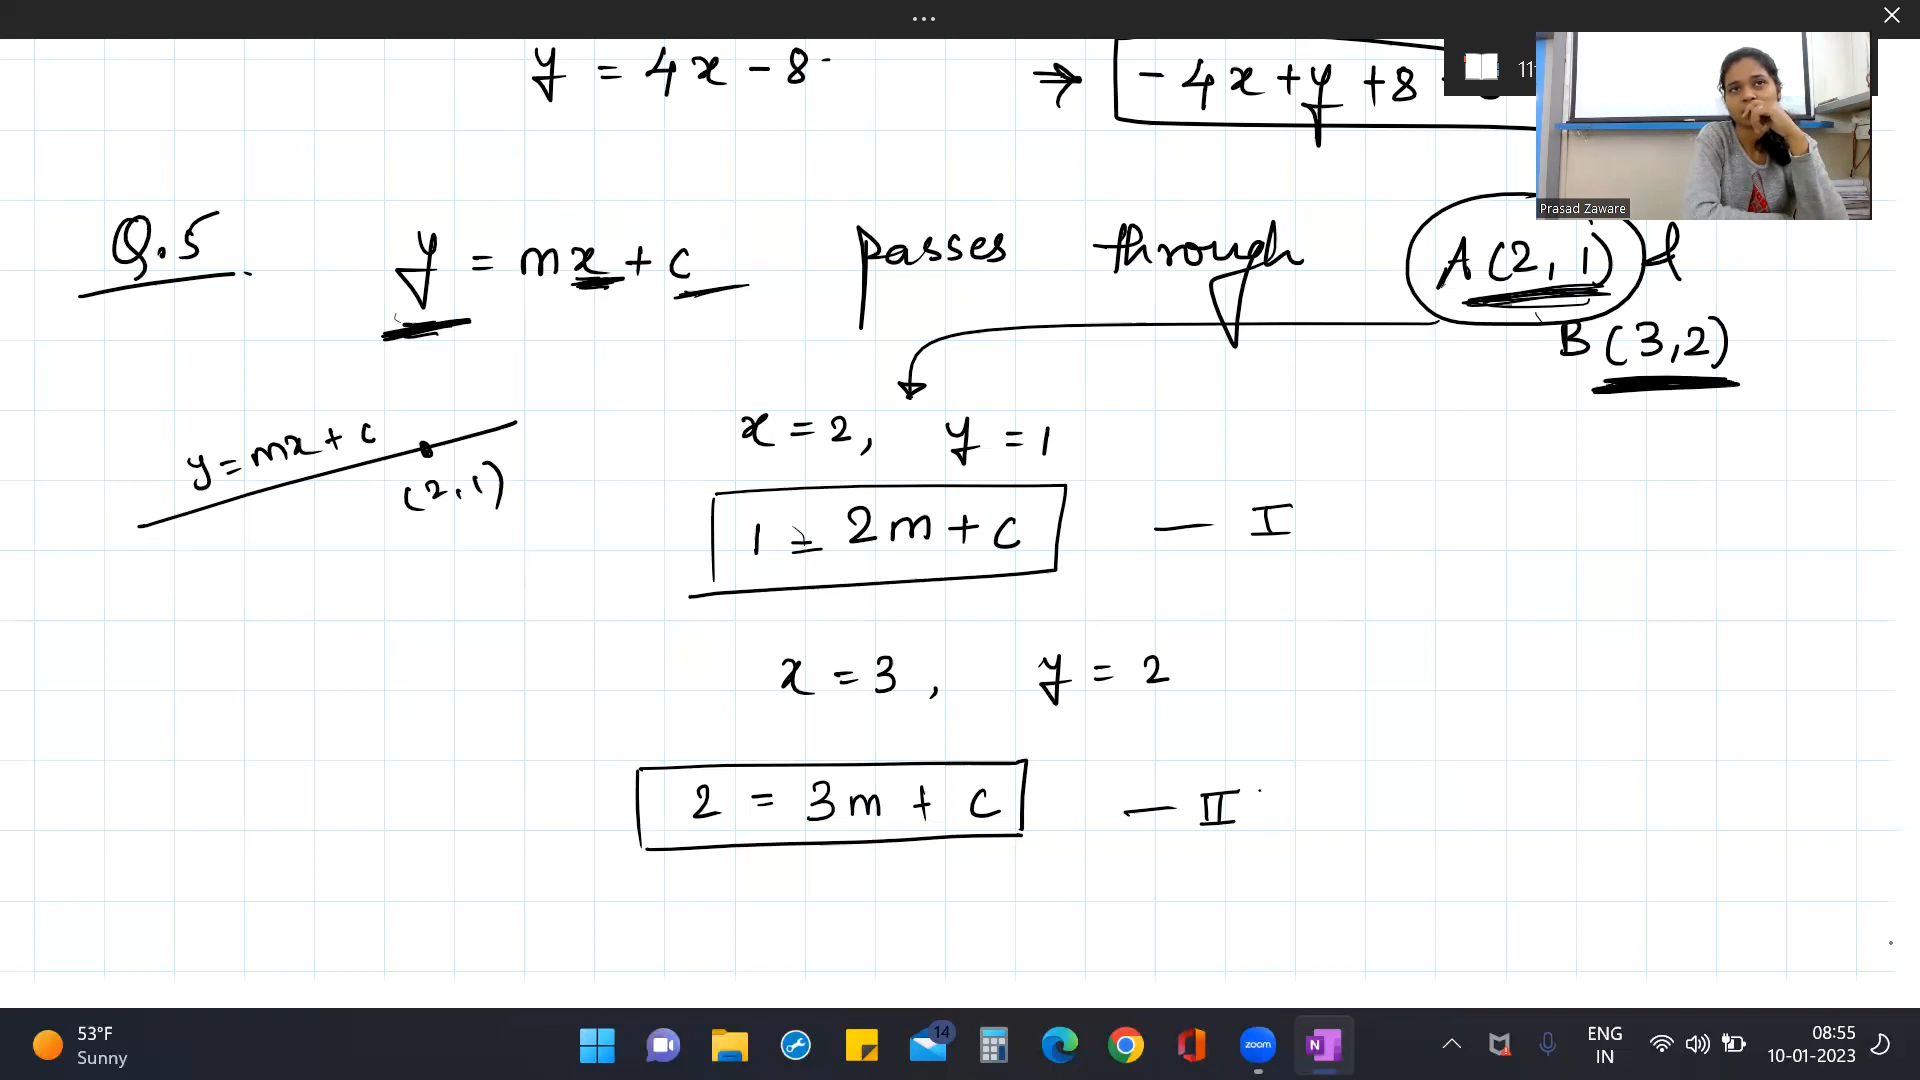 ...
y = 4x - 8
⇒ - 4x + y + 8
11
Prasad Zaware
Q.5 y = mx + c passes through A(2, 1) &
B(3,2)
y = mx + c
(2,1)
x = 2, y = 1
1 = 2m + c — I
x = 3, y = 2
2 = 3m + c — II
53°F
Sunny
14
zoom
N
ENG
IN
08:55
10-01-2023